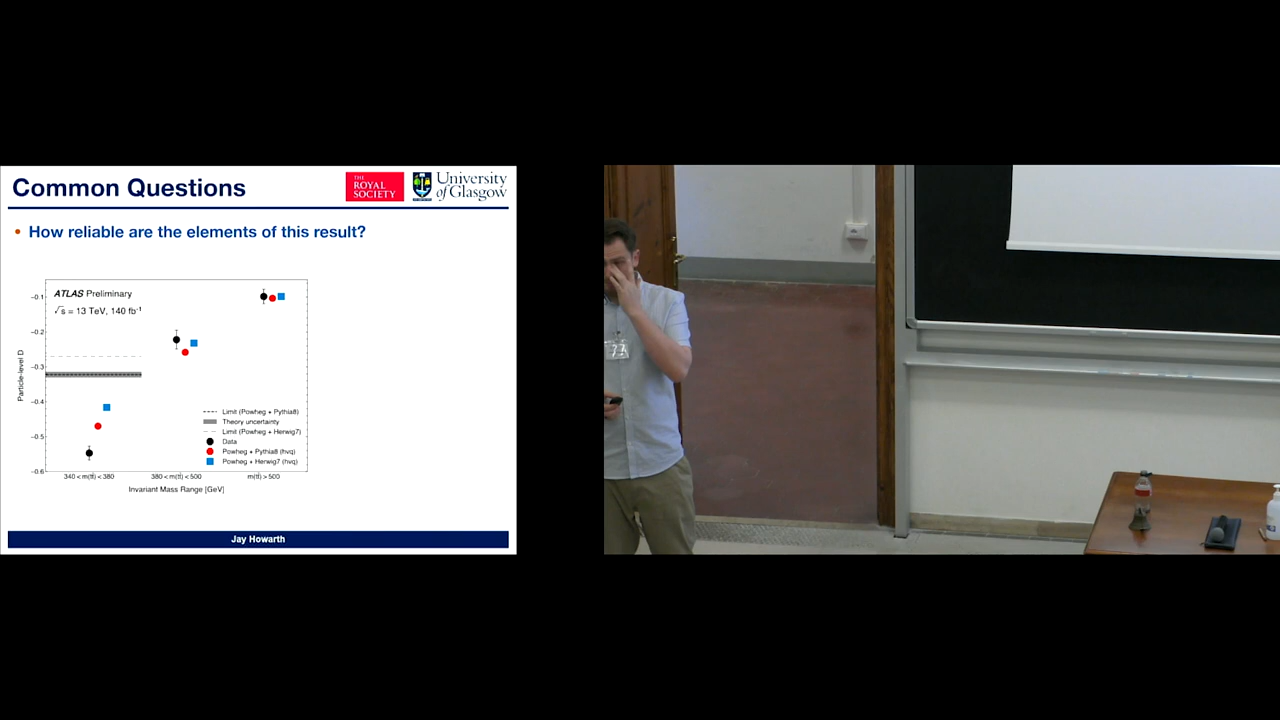 Common Questions
THE ROYAL SOCIETY
University of Glasgow
• How reliable are the elements of this result?
ATLAS Preliminary
√s = 13 TeV, 140 fb⁻¹
−0.1
−0.2
−0.3
−0.4
−0.5
−0.6
Particle-level D
Limit (Powheg + Pythia8)
Theory uncertainty
Limit (Powheg + Herwig7)
Data
Powheg + Pythia8 (hvq)
Powheg + Herwig7 (hvq)
340 < m(tt̄) < 380
380 < m(tt̄) < 500
m(tt̄) > 500
Invariant Mass Range [GeV]
Jay Howarth